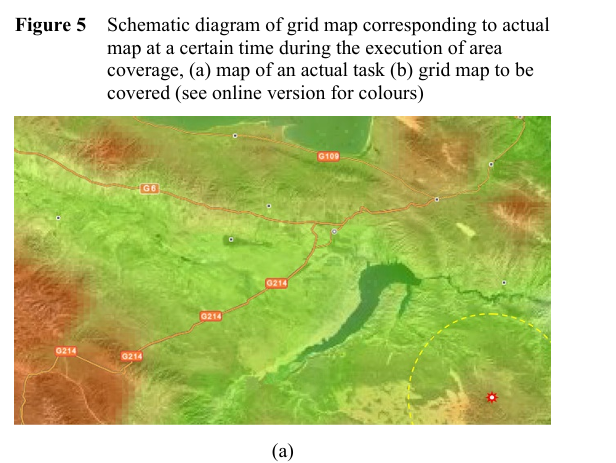 Figure 5 Schematic diagram of grid map corresponding to actual
map at a certain time during the execution of area
coverage, (a) map of an actual task (b) grid map to be
covered (see online version for colours)
G109
G6
G214
G214
G214
G214
(a)